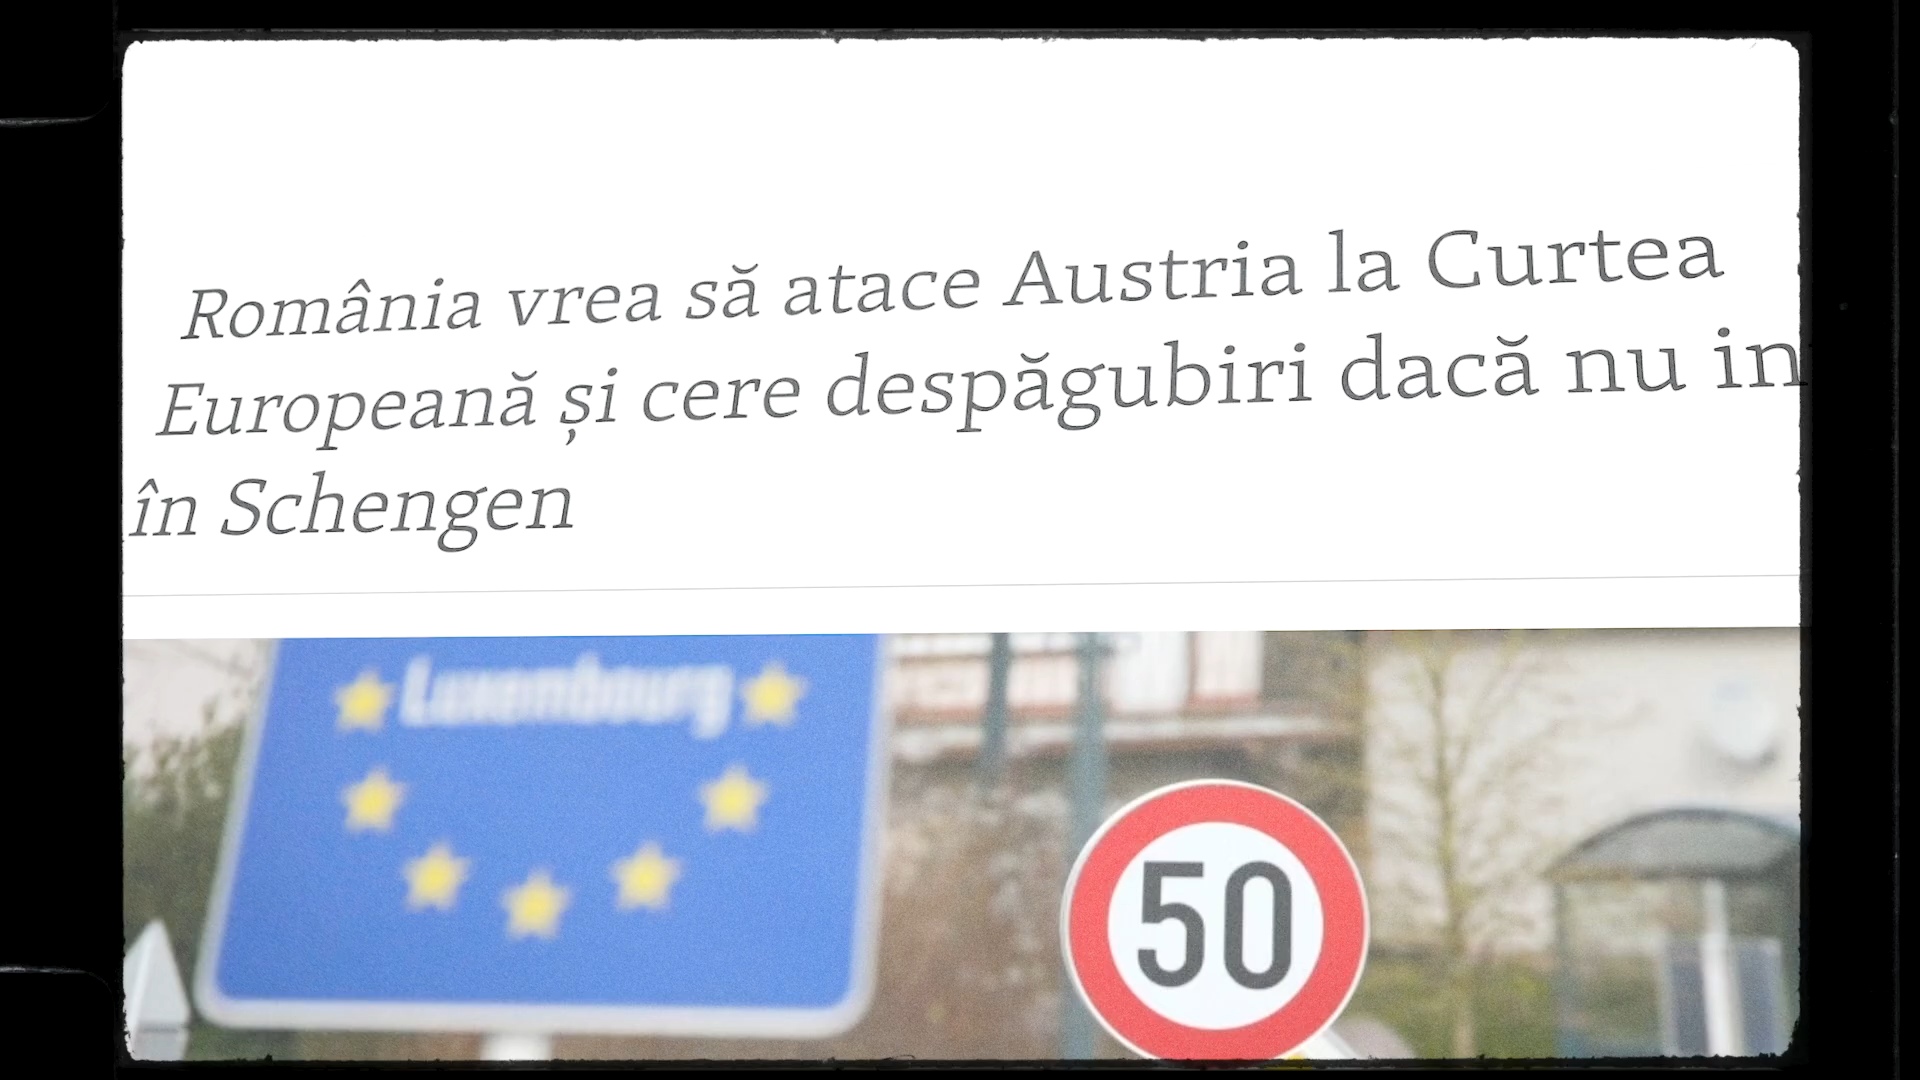 România vrea să atace Austria la Curtea
Europeană și cere despăgubiri dacă nu in
în Schengen
Luxembourg
50